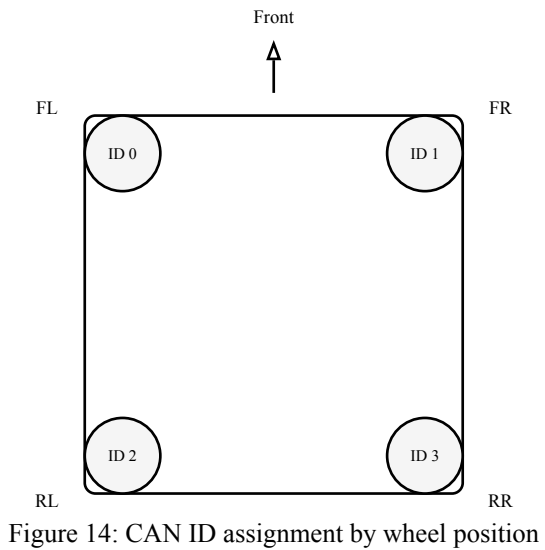 Front
FL
FR
ID 0
ID 1
ID 2
ID 3
RL
RR
Figure 14: CAN ID assignment by wheel position